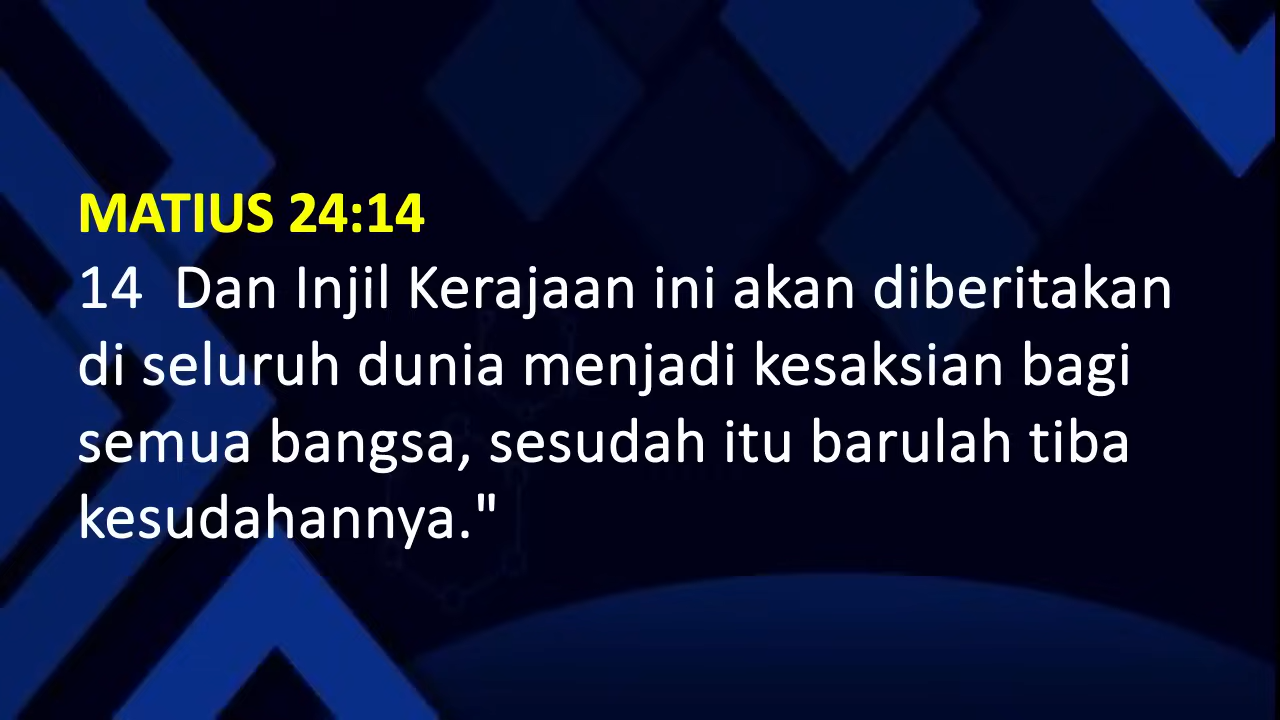 MATIUS 24:14
14  Dan Injil Kerajaan ini akan diberitakan
di seluruh dunia menjadi kesaksian bagi
semua bangsa, sesudah itu barulah tiba
kesudahannya."